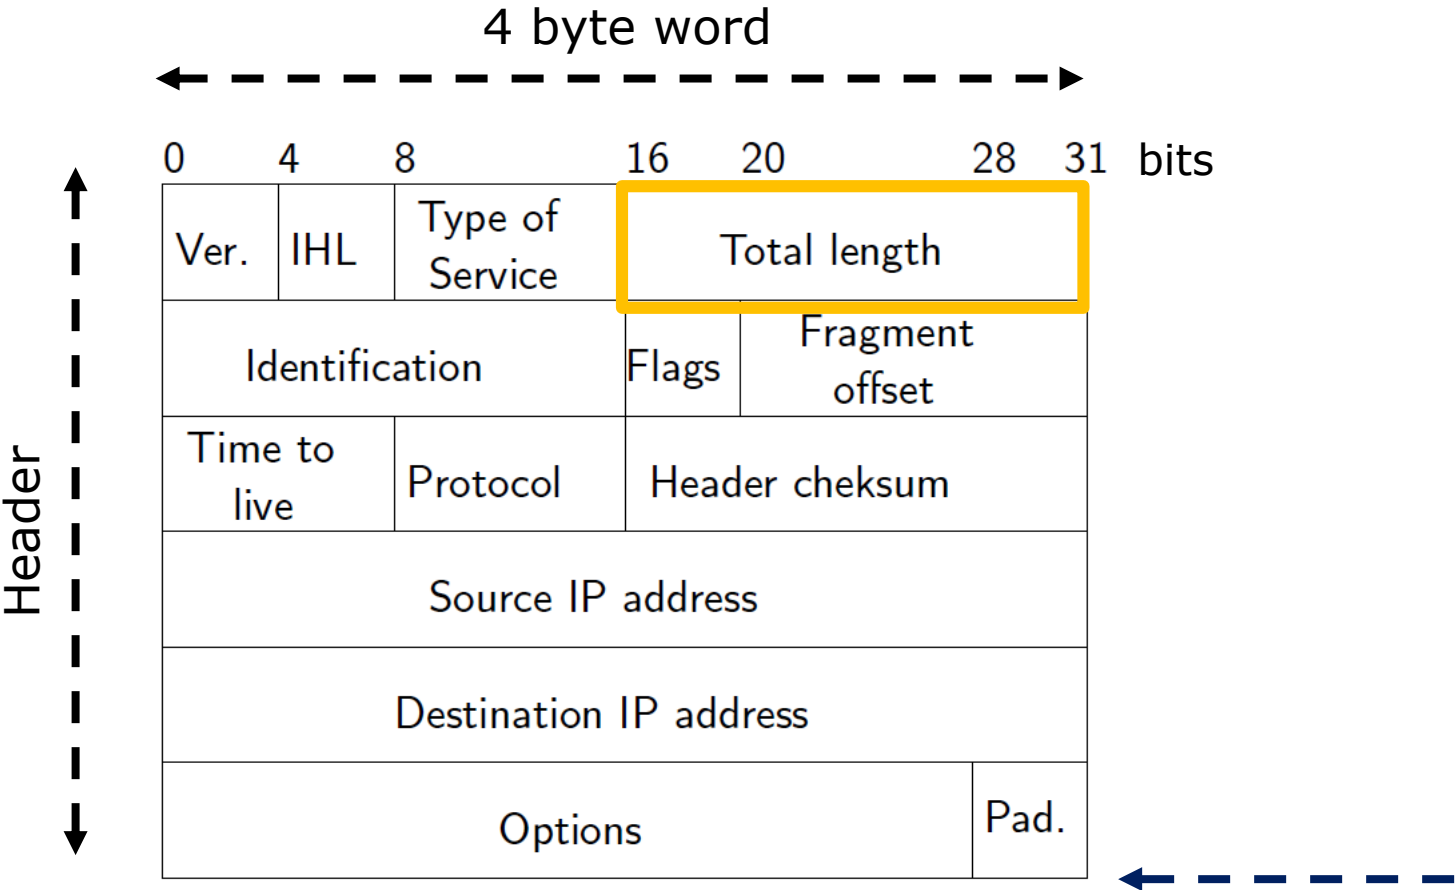 4 byte word
0 4 8 16 20 28 31 bits
Ver. IHL Type of Service Total length
Identification Flags Fragment offset
Time to live Protocol Header cheksum
Source IP address
Destination IP address
Options Pad.
Header